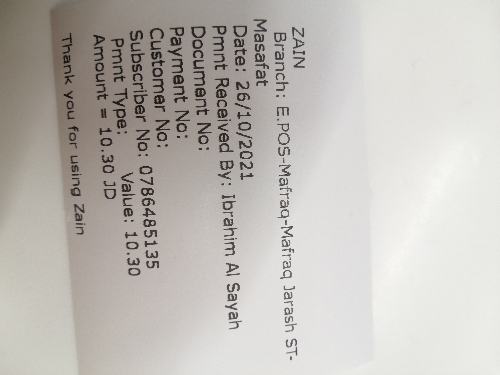 ZAIN
Branch: E.POS-Mafraq-Mafraq Jarash ST-
Masafat
Date: 26/10/2021
Pmnt Received By: Ibrahim Al Sayah
Document No:
Payment No:
Customer No:
Subscriber No: 0786485135
Pmnt Type: Value: 10.30
Amount = 10.30 JD
Thank you for using Zain